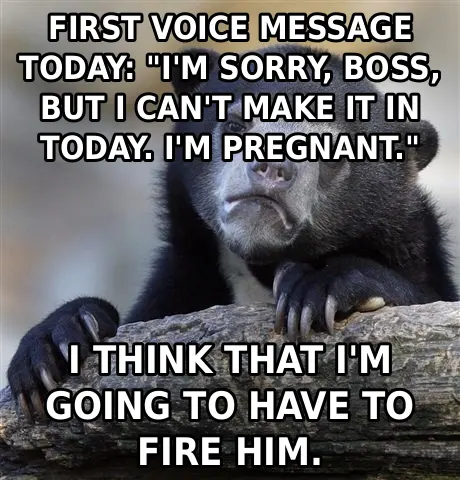 FIRST VOICE MESSAGE
TODAY: "I'M SORRY, BOSS,
BUT I CAN'T MAKE IT IN
TODAY. I'M PREGNANT."
I THINK THAT I'M
GOING TO HAVE TO
FIRE HIM.